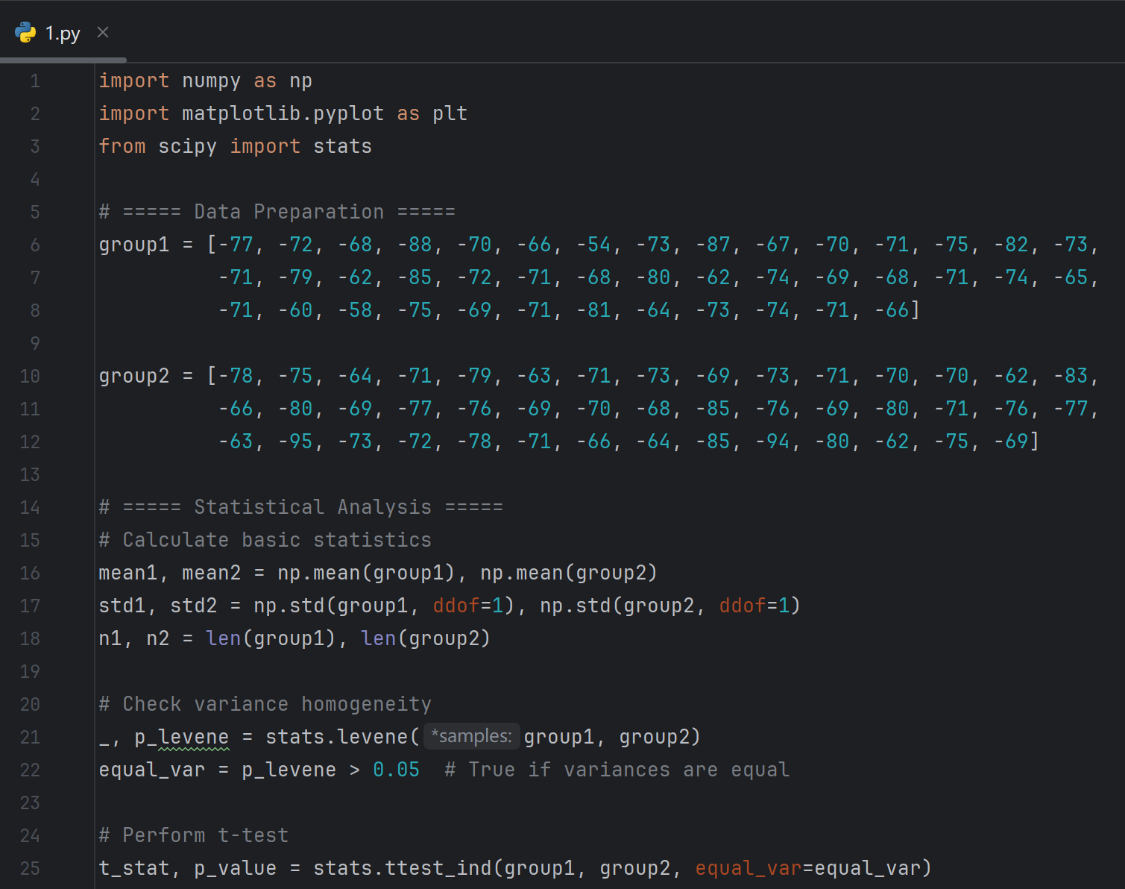 1.py
1 import numpy as np
2 import matplotlib.pyplot as plt
3 from scipy import stats
4
5 # ===== Data Preparation =====
6 group1 = [-77, -72, -68, -88, -70, -66, -54, -73, -87, -67, -70, -71, -75, -82, -73,
7 -71, -79, -62, -85, -72, -71, -68, -80, -62, -74, -69, -68, -71, -74, -65,
8 -71, -60, -58, -75, -69, -71, -81, -64, -73, -74, -71, -66]
9
10 group2 = [-78, -75, -64, -71, -79, -63, -71, -73, -69, -73, -71, -70, -70, -62, -83,
11 -66, -80, -69, -77, -76, -69, -70, -68, -85, -76, -69, -80, -71, -76, -77,
12 -63, -95, -73, -72, -78, -71, -66, -64, -85, -94, -80, -62, -75, -69]
13
14 # ===== Statistical Analysis =====
15 # Calculate basic statistics
16 mean1, mean2 = np.mean(group1), np.mean(group2)
17 std1, std2 = np.std(group1, ddof=1), np.std(group2, ddof=1)
18 n1, n2 = len(group1), len(group2)
19
20 # Check variance homogeneity
21 _, p_levene = stats.levene( *samples: group1, group2)
22 equal_var = p_levene > 0.05  # True if variances are equal
23
24 # Perform t-test
25 t_stat, p_value = stats.ttest_ind(group1, group2, equal_var=equal_var)